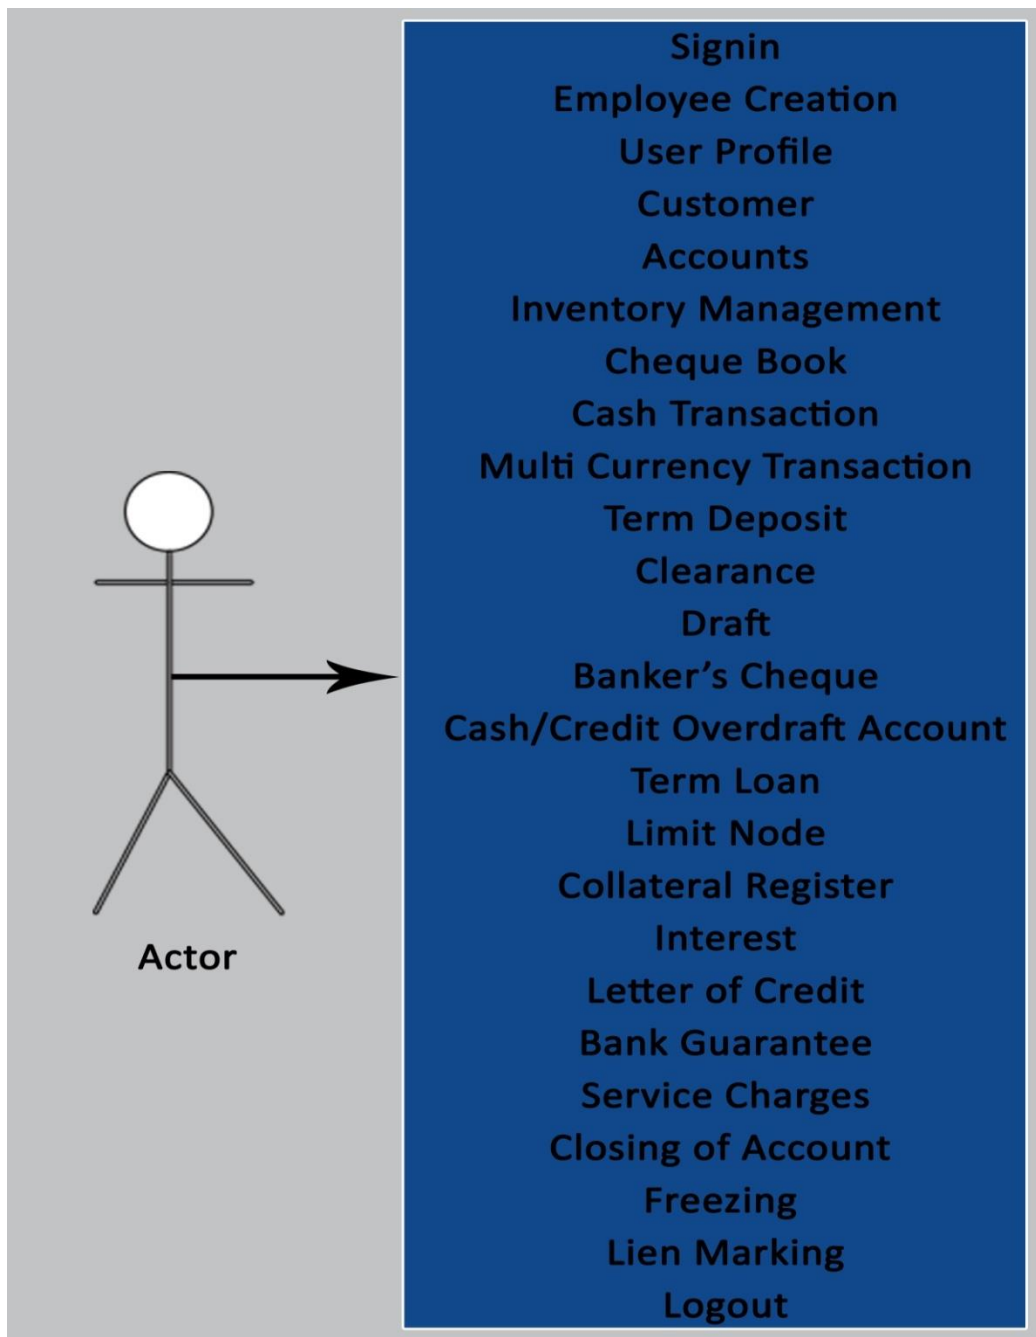 Signin
Employee Creation
User Profile
Customer
Accounts
Inventory Management
Cheque Book
Cash Transaction
Multi Currency Transaction
Term Deposit
Clearance
Draft
Banker's Cheque
Cash/Credit Overdraft Account
Term Loan
Limit Node
Collateral Register
Interest
Letter of Credit
Bank Guarantee
Service Charges
Closing of Account
Freezing
Lien Marking
Logout
Actor